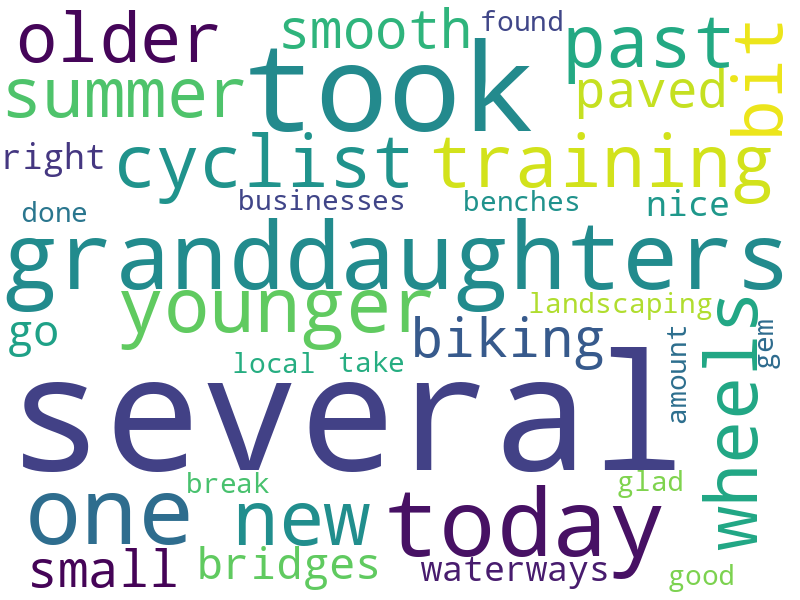 older
smooth
found
took
past
bit
summer
paved
right
cyclist
training
done
businesses
benches
nice
granddaughters
younger
landscaping
go
biking
wheels
gem
local
take
amount
several
break
glad
one
new
today
small
bridges
waterways
good